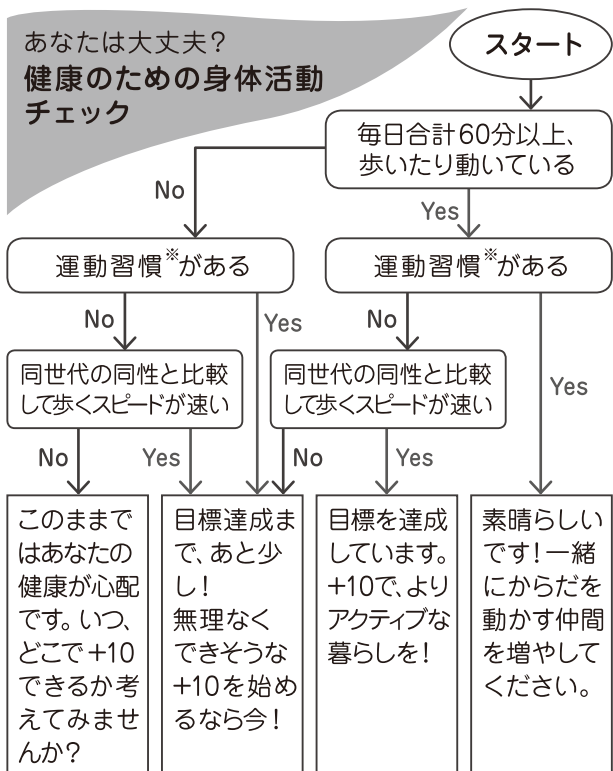 あなたは大丈夫?
健康のための身体活動
チェック
スタート
毎日合計60分以上、
歩いたり動いている
No
Yes
運動習慣※がある
運動習慣※がある
No
Yes
No
Yes
同世代の同性と比較
して歩くスピードが速い
同世代の同性と比較
して歩くスピードが速い
No
Yes
No
Yes
このままで
はあなたの
健康が心配
です。いつ、
どこで+10
できるか考
えてみませ
んか?
目標達成ま
で、あと少
し!
無理なく
できそうな
+10を始め
るなら今!
目標を達成
しています。
+10で、より
アクティブな
暮らしを!
素晴らしい
です!一緒
にからだを
動かす仲間
を増やして
ください。